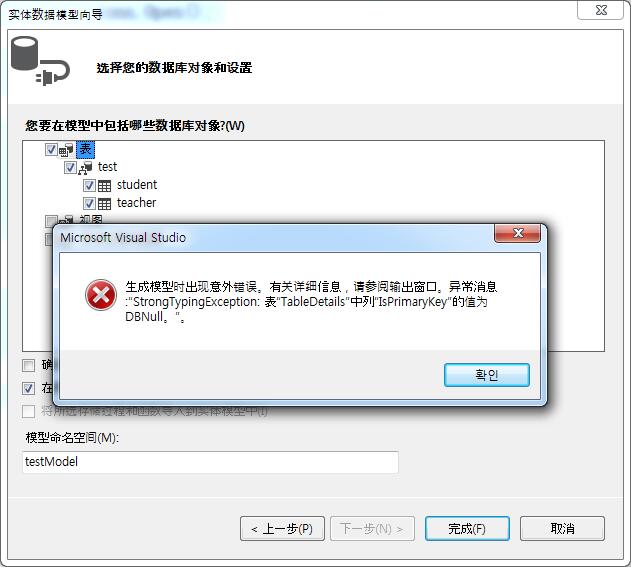 实体数据模型向导
选择您的数据库对象和设置
您要在模型中包括哪些数据库对象?(W)
表
test
student
teacher
视图
Microsoft Visual Studio
生成模型时出现意外错误。有关详细信息，请参阅输出窗口。异常消息
:“StrongTypingException: 表“TableDetails”中列“IsPrimaryKey”的值为
DBNull。”。
확인
确
在
将所选存储过程和函数导入到实体模型中(I)
模型命名空间(M):
testModel
< 上一步(P)
下一步(N) >
完成(F)
取消